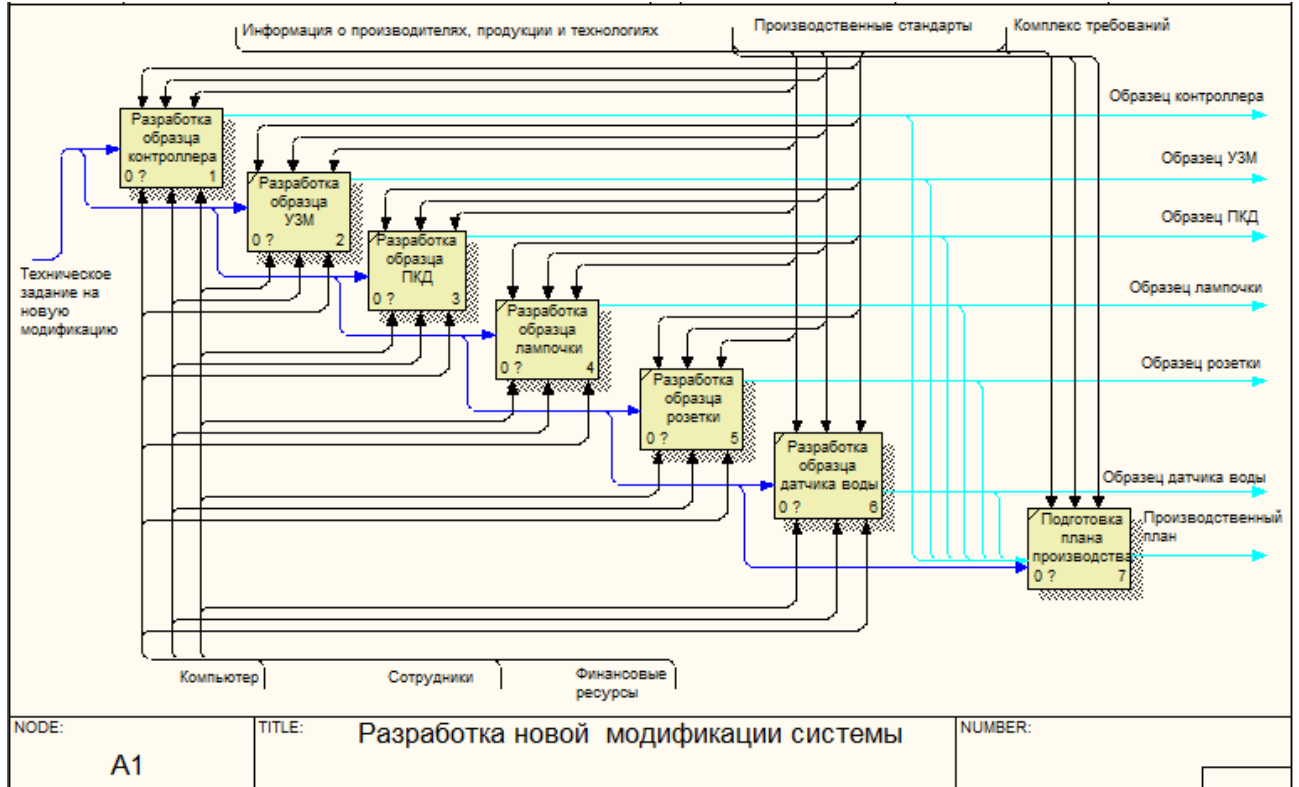 Информация о производителях, продукции и технологиях
Производственные стандарты
Комплекс требований
Образец контроллера
Разработка
образца
контроллера
0 ?
1
Образец УЗМ
Разработка
образца
УЗМ
0 ?
2
Образец ПКД
Разработка
образца
ПКД
0 ?
3
Техническое
задание на
новую
модификацию
Образец лампочки
Разработка
образца
лампочки
0 ?
4
Образец розетки
Разработка
образца
розетки
0 ?
5
Образец датчика воды
Разработка
образца
датчика воды
0 ?
6
Производственный
план
Подготовка
плана
производства
0 ?
7
Компьютер
Сотрудники
Финансовые
ресурсы
NODE:
A1
TITLE:
Разработка новой модификации системы
NUMBER: